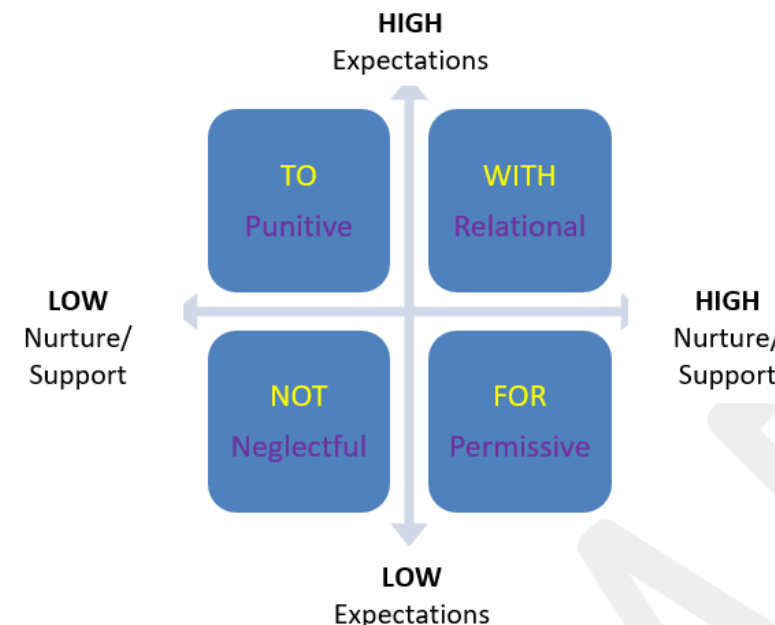 HIGH
Expectations
TO
Punitive
WITH
Relational
LOW
Nurture/
Support
HIGH
Nurture/
Support
NOT
Neglectful
FOR
Permissive
LOW
Expectations